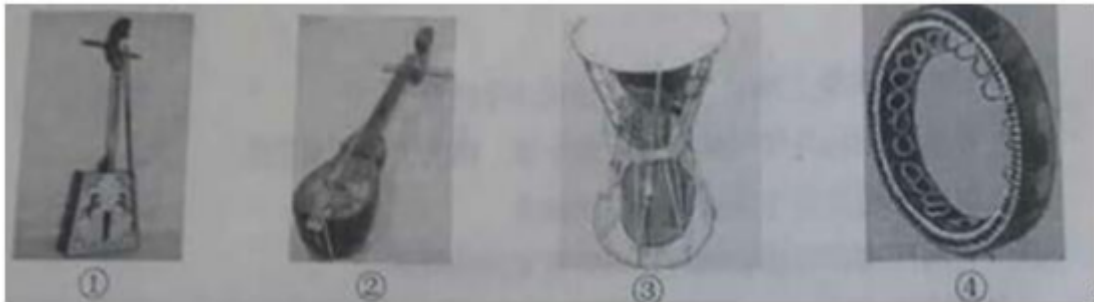 ① ② ③ ④